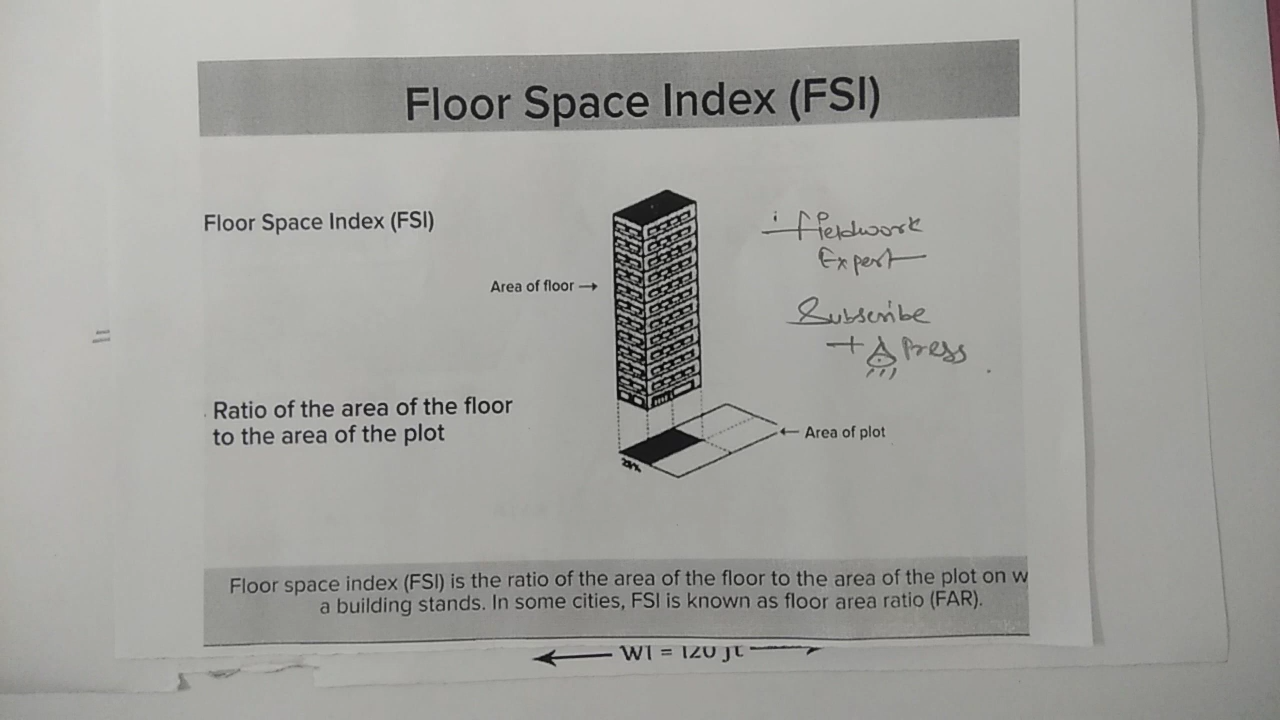 Floor Space Index (FSI)
Floor Space Index (FSI)
Area of floor →
Fieldwork
Expert
Subscribe
+ Press
Ratio of the area of the floor
to the area of the plot
← Area of plot
Floor space index (FSI) is the ratio of the area of the floor to the area of the plot on w
a building stands. In some cities, FSI is known as floor area ratio (FAR).
= 120 ft